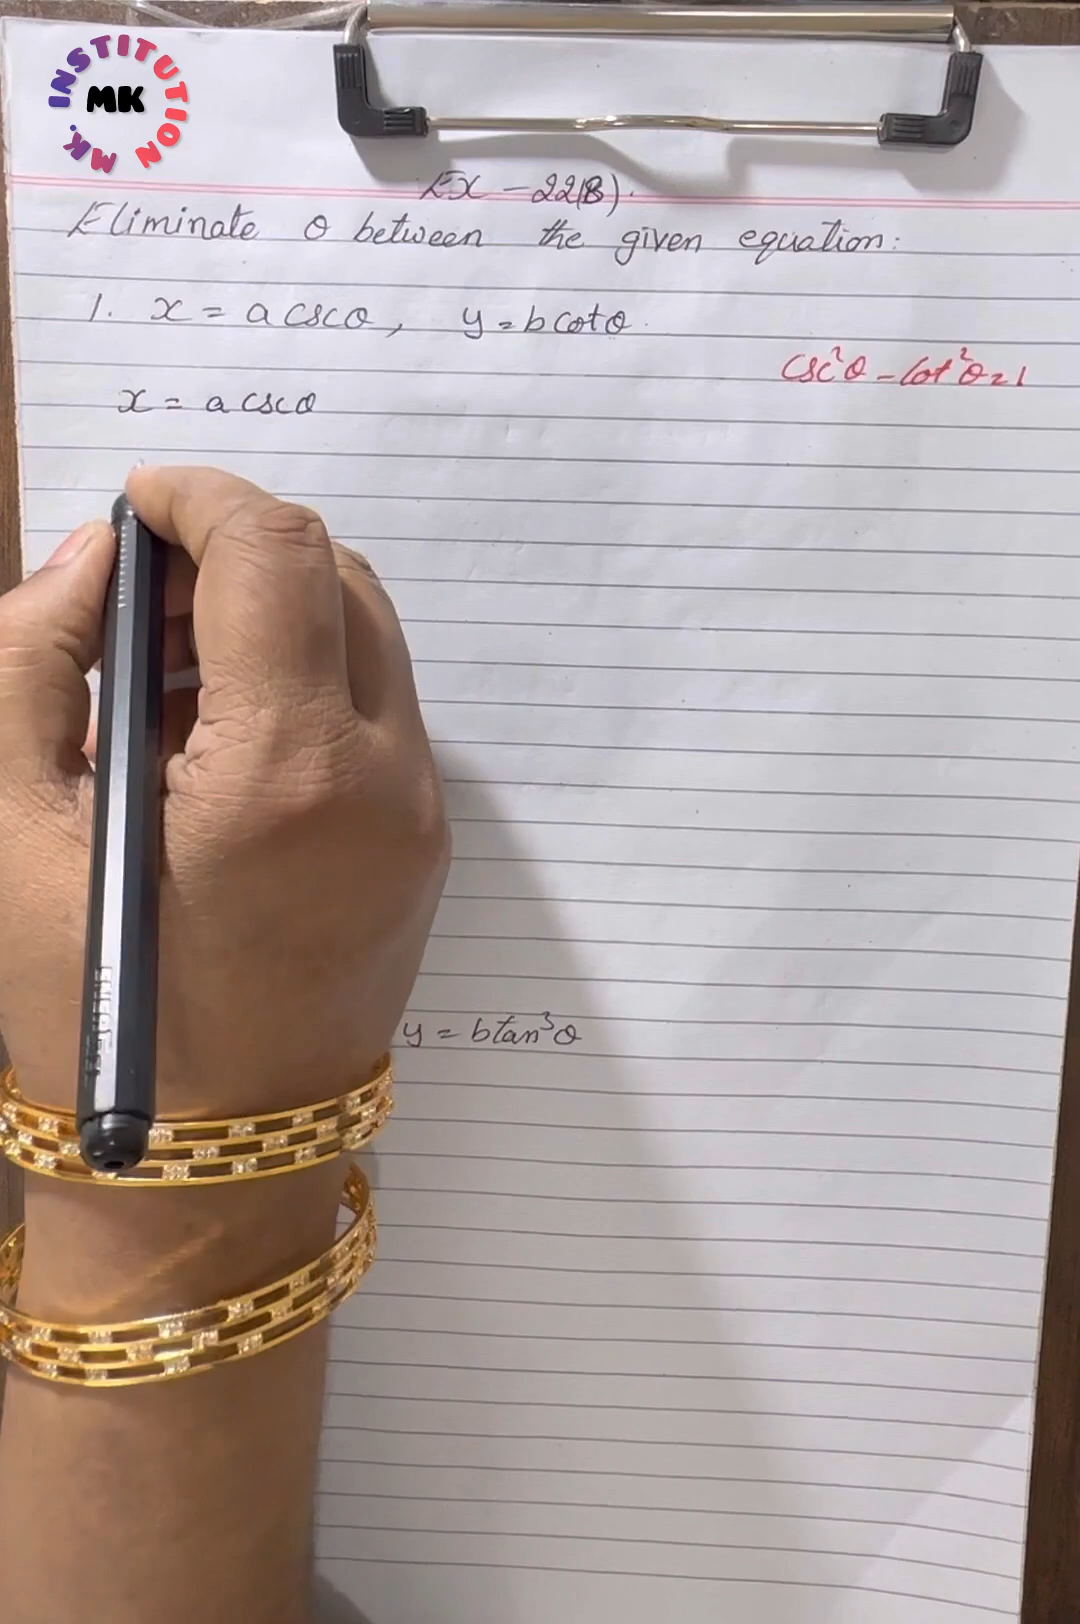 MK. INSTITUTION
MK
Ex - 22(B).
Eliminate θ between the given equation:
1. x = a cscθ, y = b cotθ.
csc²θ - cot²θ = 1
x = a cscθ
y = b tan³θ